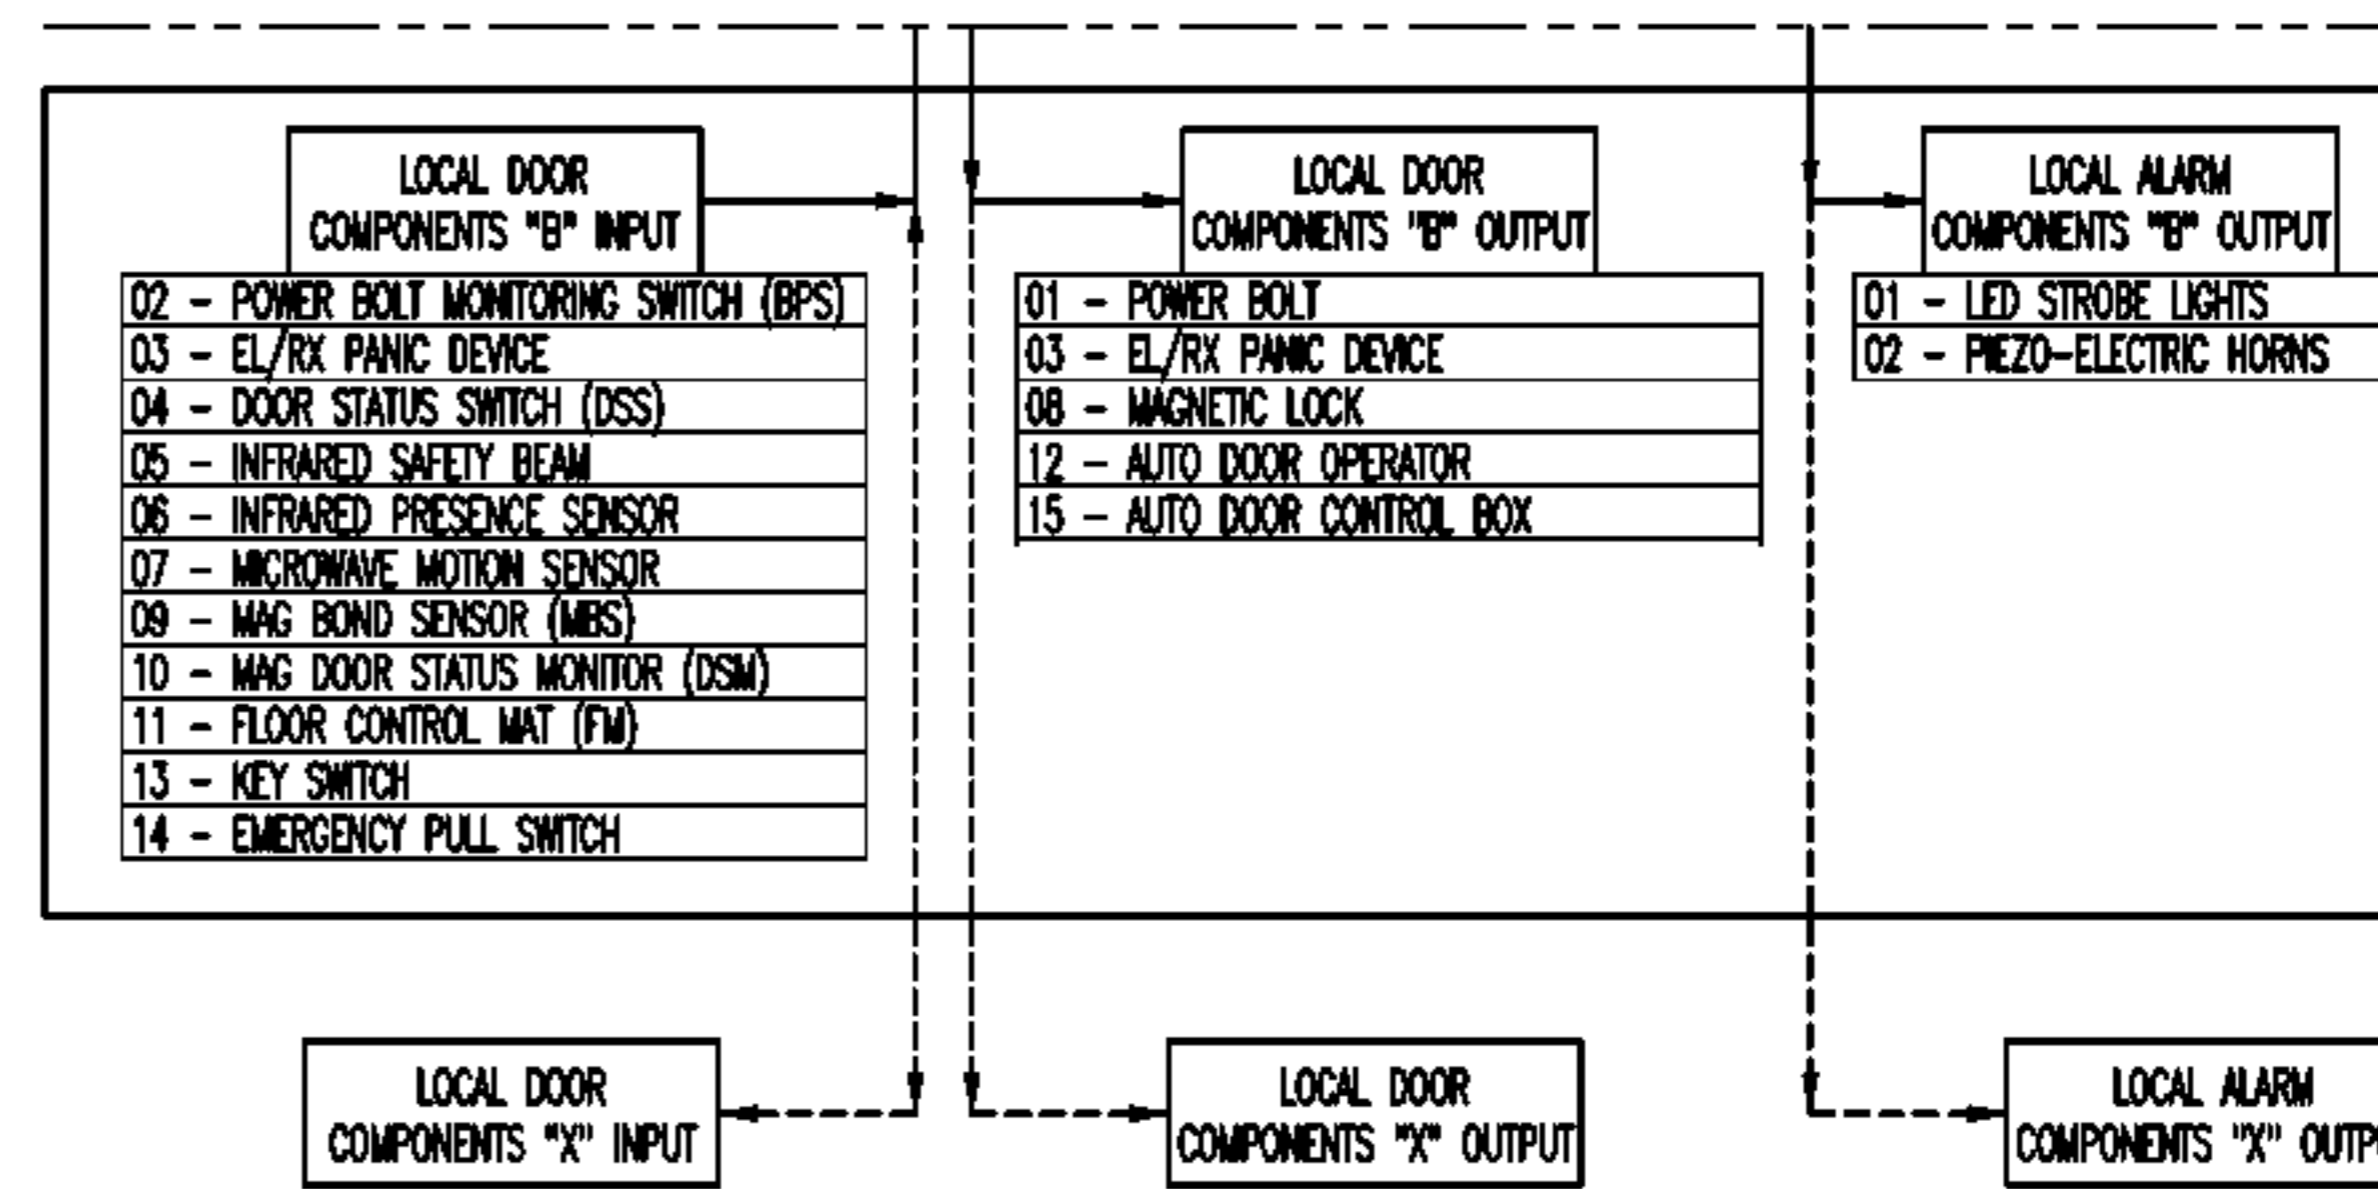 LOCAL DOOR
COMPONENTS "B" INPUT
02 - POWER BOLT MONITORING SWITCH (BPS)
03 - EL/RX PANIC DEVICE
04 - DOOR STATUS SWITCH (DSS)
05 - INFRARED SAFETY BEAM
06 - INFRARED PRESENCE SENSOR
07 - MICROWAVE MOTION SENSOR
09 - MAG BOND SENSOR (MBS)
10 - MAG DOOR STATUS MONITOR (DSM)
11 - FLOOR CONTROL MAT (FM)
13 - KEY SWITCH
14 - EMERGENCY PULL SWITCH
LOCAL DOOR
COMPONENTS "B" OUTPUT
01 - POWER BOLT
03 - EL/RX PANIC DEVICE
08 - MAGNETIC LOCK
12 - AUTO DOOR OPERATOR
15 - AUTO DOOR CONTROL BOX
LOCAL ALARM
COMPONENTS "B" OUTPUT
01 - LED STROBE LIGHTS
02 - PIEZO-ELECTRIC HORNS
LOCAL DOOR
COMPONENTS "X" INPUT
LOCAL DOOR
COMPONENTS "X" OUTPUT
LOCAL ALARM
COMPONENTS "X"